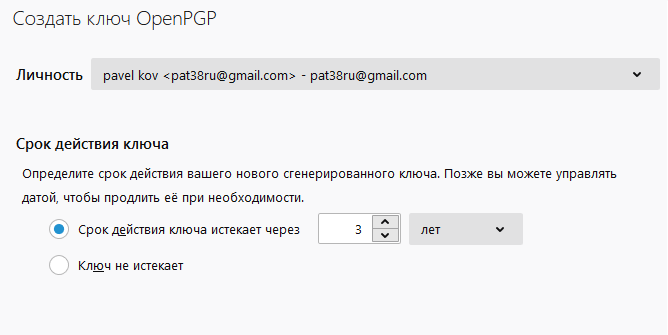 Создать ключ OpenPGP
Личность
pavel kov <pat38ru@gmail.com> - pat38ru@gmail.com
Срок действия ключа
Определите срок действия вашего нового сгенерированного ключа. Позже вы можете управлять
датой, чтобы продлить её при необходимости.
Срок действия ключа истекает через 3 лет
Ключ не истекает